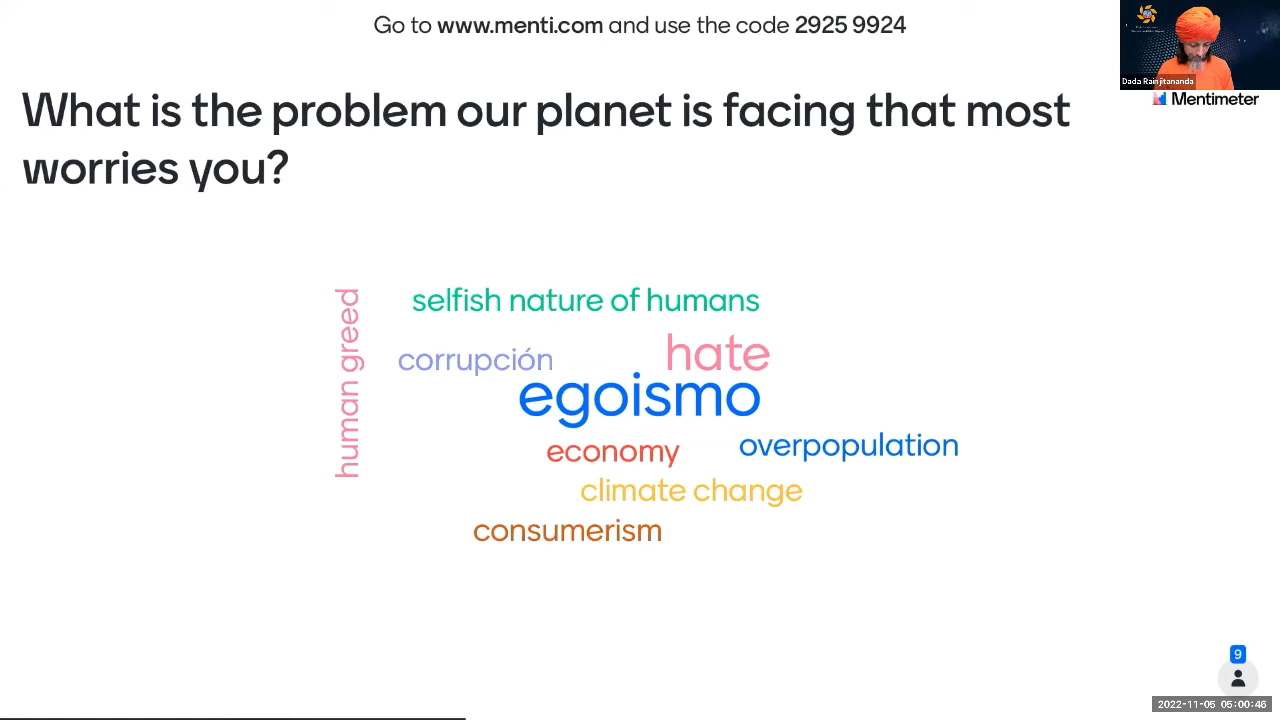 Go to www.menti.com and use the code 2925 9924
Dada Rainjitananda
Mentimeter
What is the problem our planet is facing that most
worries you?
human greed
selfish nature of humans
corrupción
hate
egoismo
economy
overpopulation
climate change
consumerism
9
2022-11-05 05:00:46